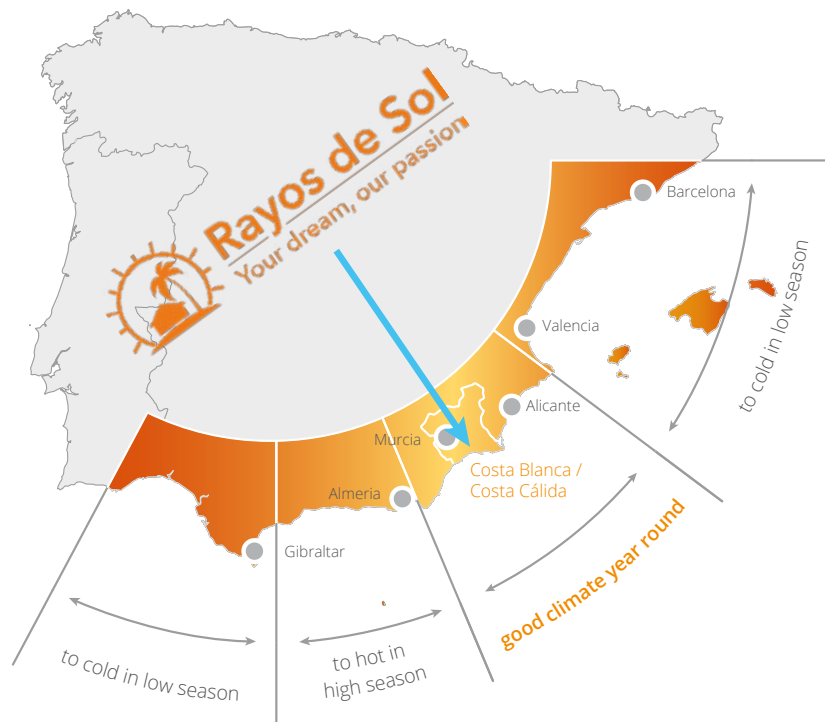 Rayos de Sol
Your dream, our passion
Barcelona
to cold in low season
Valencia
Alicante
Murcia
Costa Blanca /
Costa Cálida
Almeria
good climate year round
Gibraltar
to hot in
high season
to cold in low season